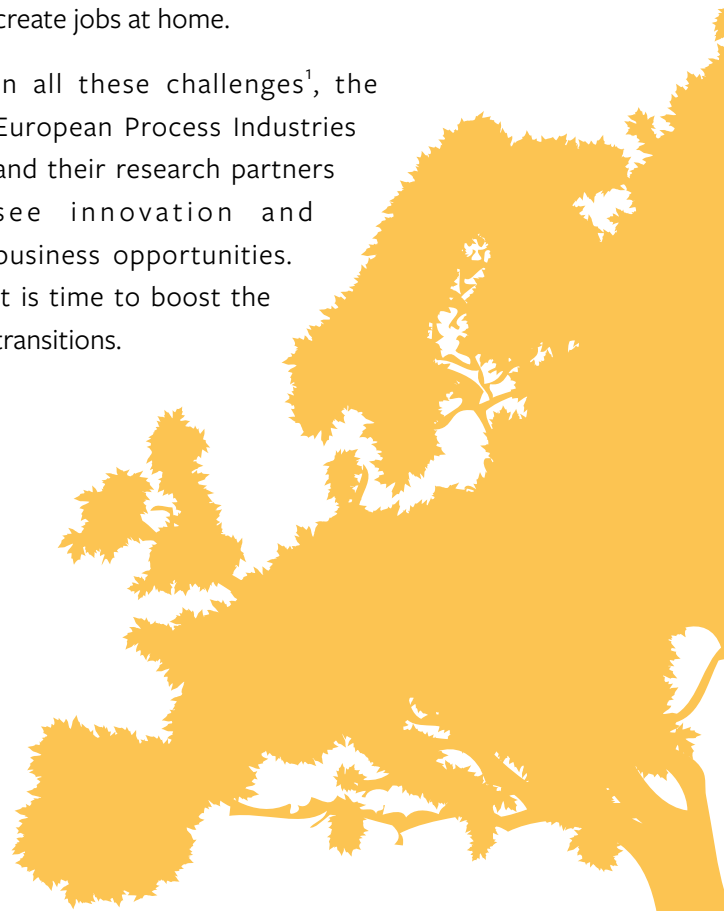 create jobs at home.
n all these challenges¹, the
European Process Industries
and their research partners
see innovation and
business opportunities.
t is time to boost the
transitions.